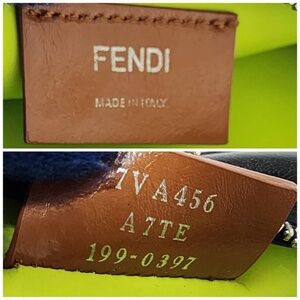 FENDI
MADE IN ITALY
7VA456
A7TE
199-0397